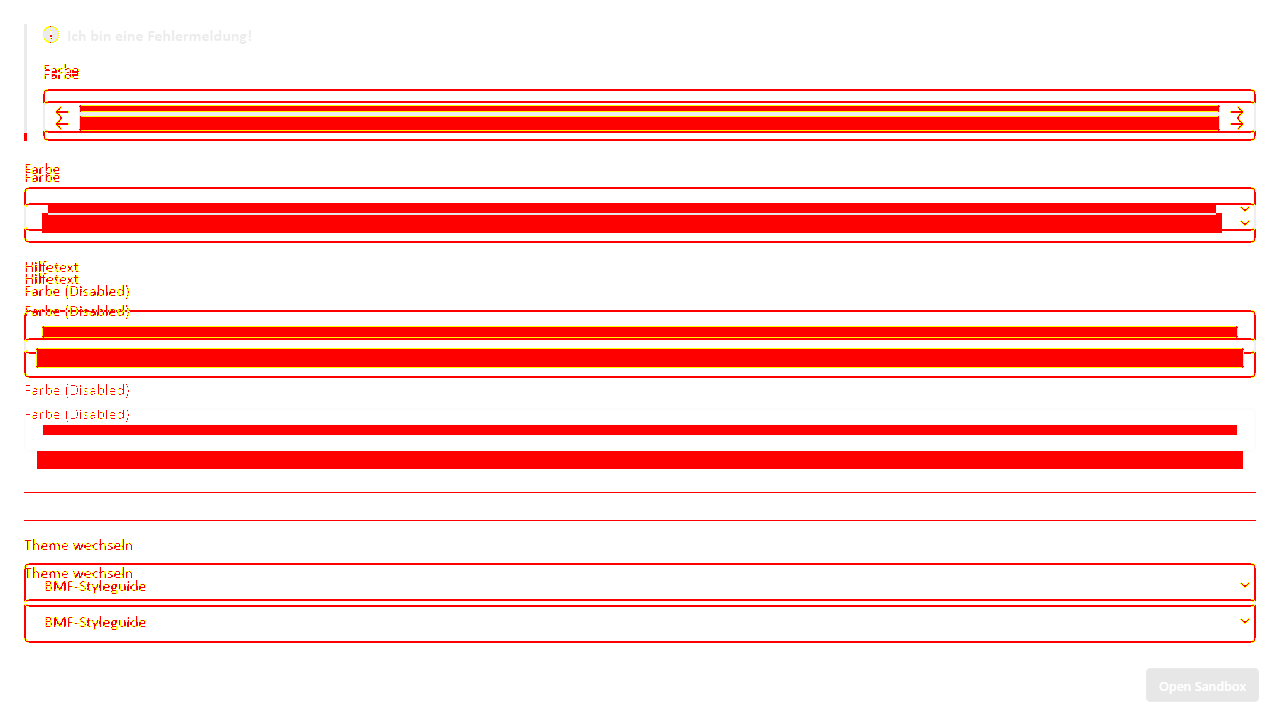 Ich bin eine Fehlermeldung!
Farbe
Farbe
Farbe
Farbe
Hilfetext
Hilfetext
Farbe (Disabled)
Farbe (Disabled)
Farbe (Disabled)
Farbe (Disabled)
Theme wechseln
Theme wechseln
BMF-Styleguide
BMF-Styleguide
Open Sandbox